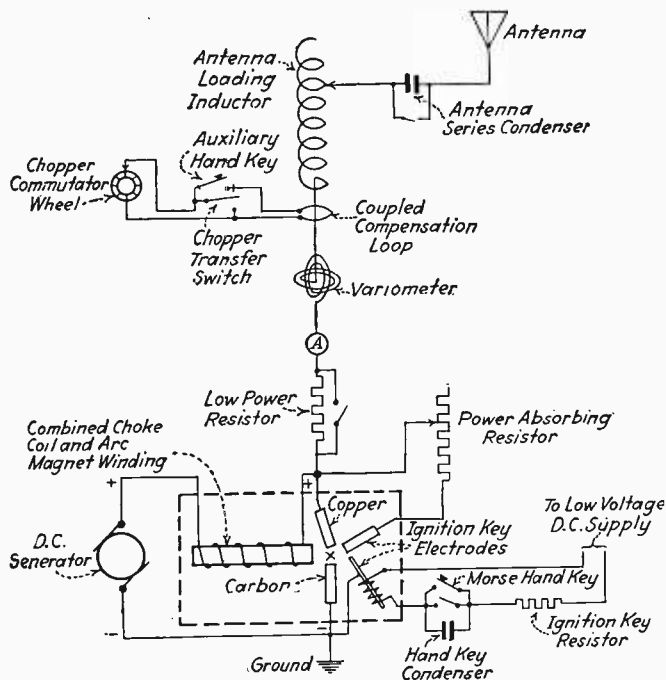 Antenna
Antenna
Loading
Inductor
Antenna
Series Condenser
Auxiliary
Hand Key
Chopper
Commutator
Wheel
Coupled
Compensation
Loop
Chopper
Transfer
Switch
Variometer
A
Low Power
Resistor
Power Absorbing
Resistor
Combined Choke
Coil and Arc
Magnet Winding
+
+
Copper
To Low Voltage
D.C. Supply
Ignition Key
Electrodes
D.C.
Generator
x
Carbon
Morse Hand Key
-
-
Ignition Key
Resistor
Hand Key
Condenser
Ground